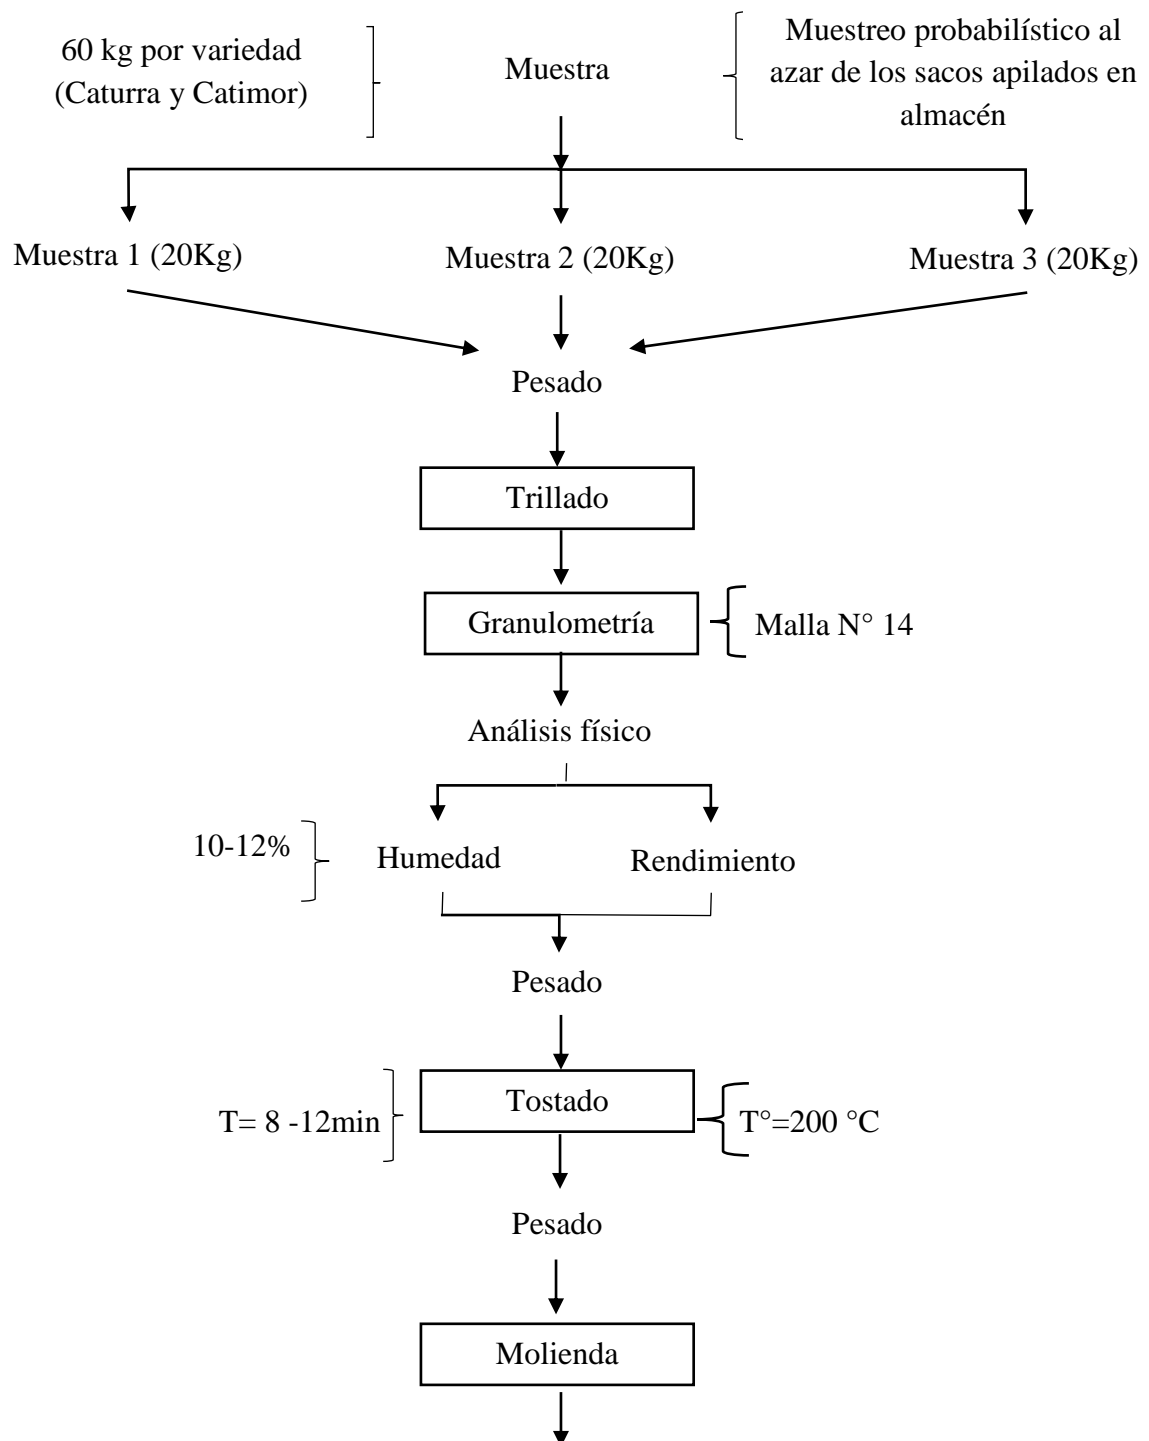 60 kg por variedad
(Caturra y Catimor)
Muestra
Muestreo probabilístico al
azar de los sacos apilados en
almacén
Muestra 1 (20Kg)
Muestra 2 (20Kg)
Muestra 3 (20Kg)
Pesado
Trillado
Granulometría
Malla N° 14
Análisis físico
10-12%
Humedad
Rendimiento
Pesado
T= 8 -12min
Tostado
T°=200 °C
Pesado
Molienda